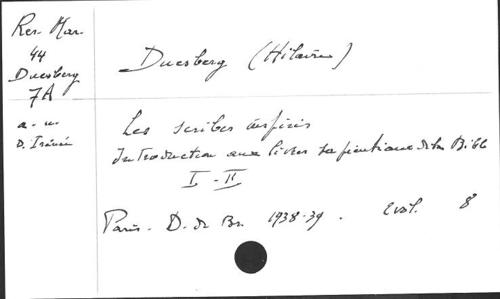 Rev. Mar.
44
Duesberg
7A
a - u.
D. Irénée
Duesberg (Hilaire)
Les scribes inspirés
Introduction aux livres sapientiaux de la Bible
I - II
Paris. D. de Br. 1938-39. 2 vol. 8°